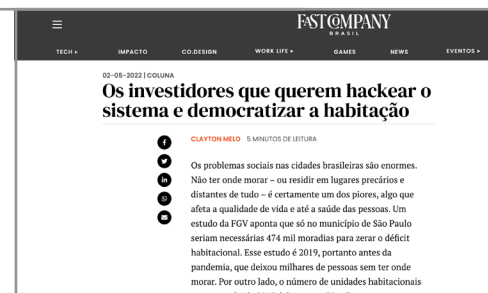 FAST COMPANY
BRASIL
TECH ▸ IMPACTO CO.DESIGN WORK LIFE ▸ GAMES NEWS EVENTOS ▸
02-05-2022 | COLUNA
Os investidores que querem hackear o
sistema e democratizar a habitação
CLAYTON MELO 5 MINUTOS DE LEITURA
Os problemas sociais nas cidades brasileiras são enormes.
Não ter onde morar – ou residir em lugares precários e
distantes de tudo – é certamente um dos piores, algo que
afeta a qualidade de vida e até a saúde das pessoas. Um
estudo da FGV aponta que só no município de São Paulo
seriam necessárias 474 mil moradias para zerar o déficit
habitacional. Esse estudo é 2019, portanto antes da
pandemia, que deixou milhares de pessoas sem ter onde
morar. Por outro lado, o número de unidades habitacionais